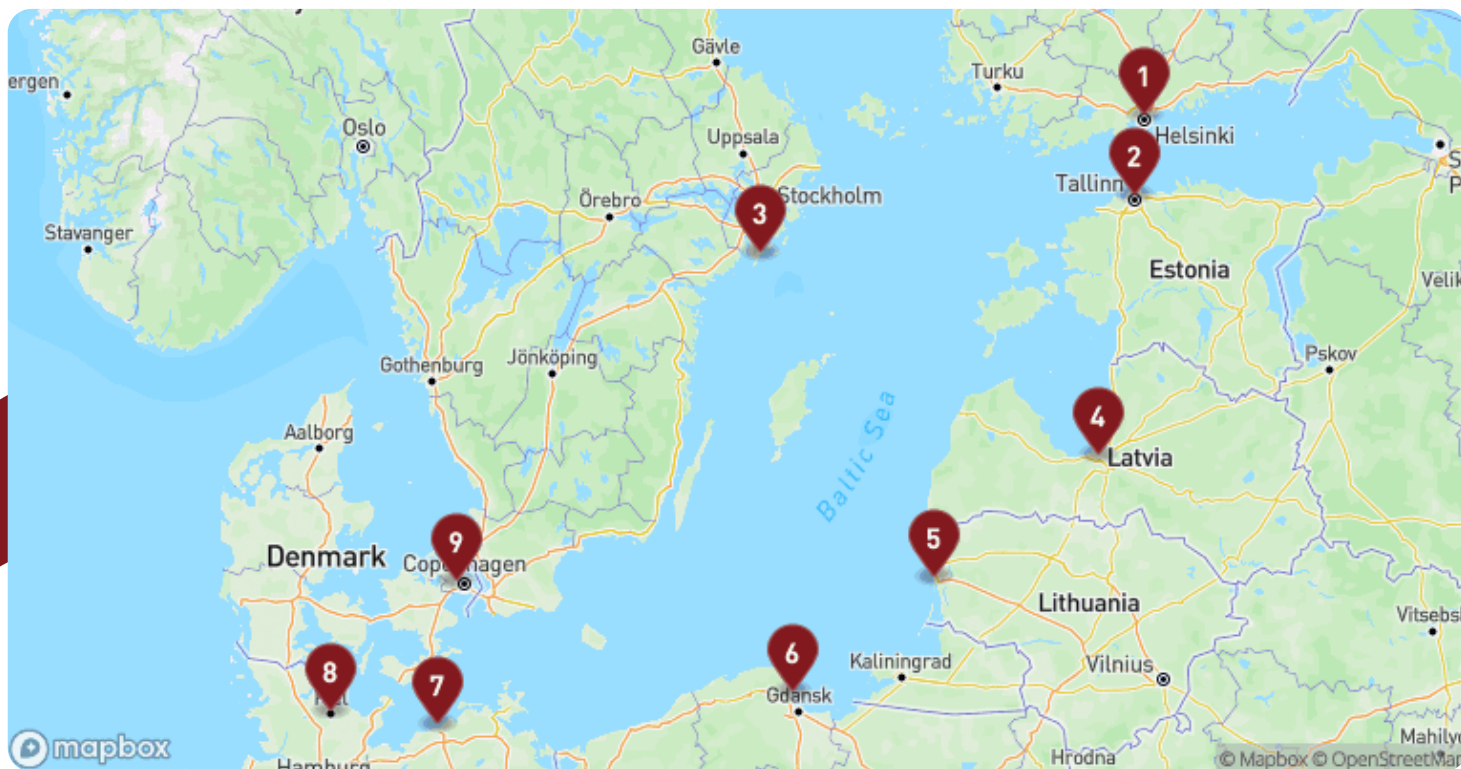 Gävle
Turku
1
ergen
Oslo
Uppsala
Helsinki
2
Tallinn
Stockholm
Örebro
3
Stavanger
Estonia
Velik
Gothenburg
Jönköping
Pskov
Baltic Sea
4
Aalborg
Latvia
5
9
Denmark
Copenhagen
Lithuania
Vitsebs
6
Kaliningrad
Vilnius
8
7
Gdańsk
mapbox
Hrodna
Mahily
Hamburg
© Mapbox © OpenStreetMap